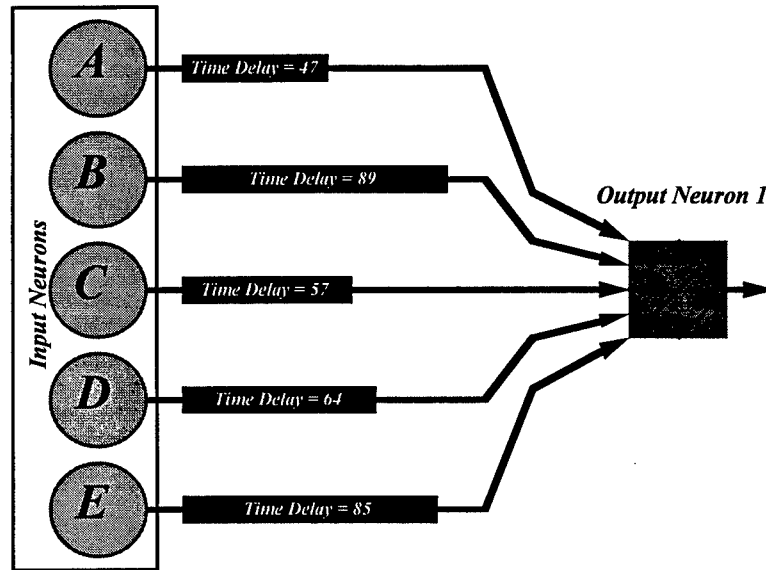 A
Time Delay = 47
B
Time Delay = 89
Output Neuron 1
C
Time Delay = 57
Input Neurons
D
Time Delay = 64
E
Time Delay = 85